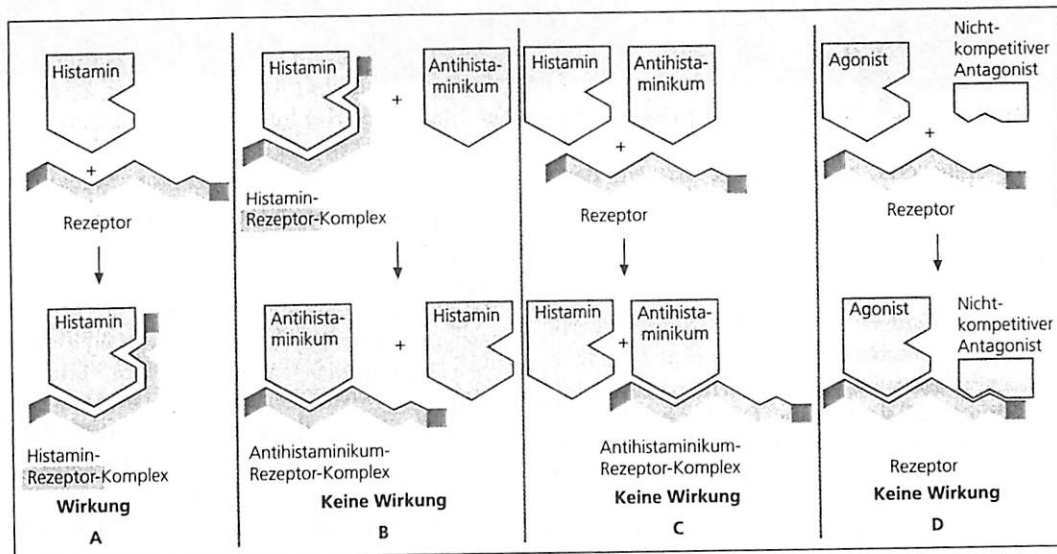 Histamin
+
Rezeptor
Histamin
Histamin-
Rezeptor-Komplex
Wirkung
A
Histamin
+
Antihista-
minikum
Histamin-
Rezeptor-Komplex
Antihista-
minikum
+
Histamin
Antihistaminikum-
Rezeptor-Komplex
Keine Wirkung
B
Histamin
Antihista-
minikum
+
Rezeptor
Histamin
+
Antihista-
minikum
Antihistaminikum-
Rezeptor-Komplex
Keine Wirkung
C
Agonist
Nicht-
kompetitiver
Antagonist
+
Rezeptor
Agonist
Nicht-
kompetitiver
Antagonist
Rezeptor
Keine Wirkung
D